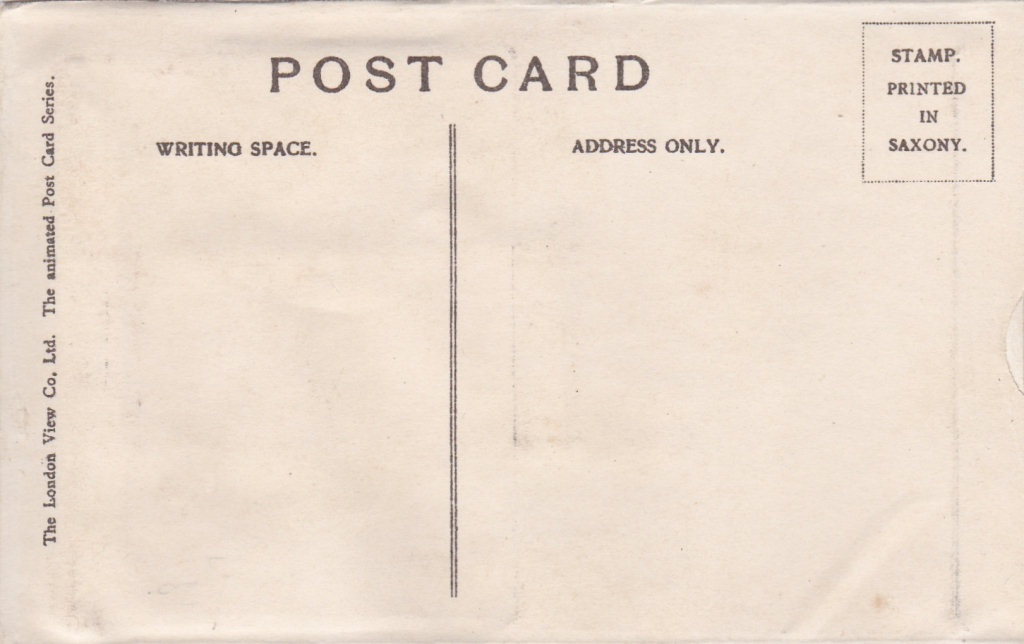 POST CARD
STAMP.
PRINTED
IN
SAXONY.
WRITING SPACE.
ADDRESS ONLY.
The London View Co, Ltd. The animated Post Card Series.